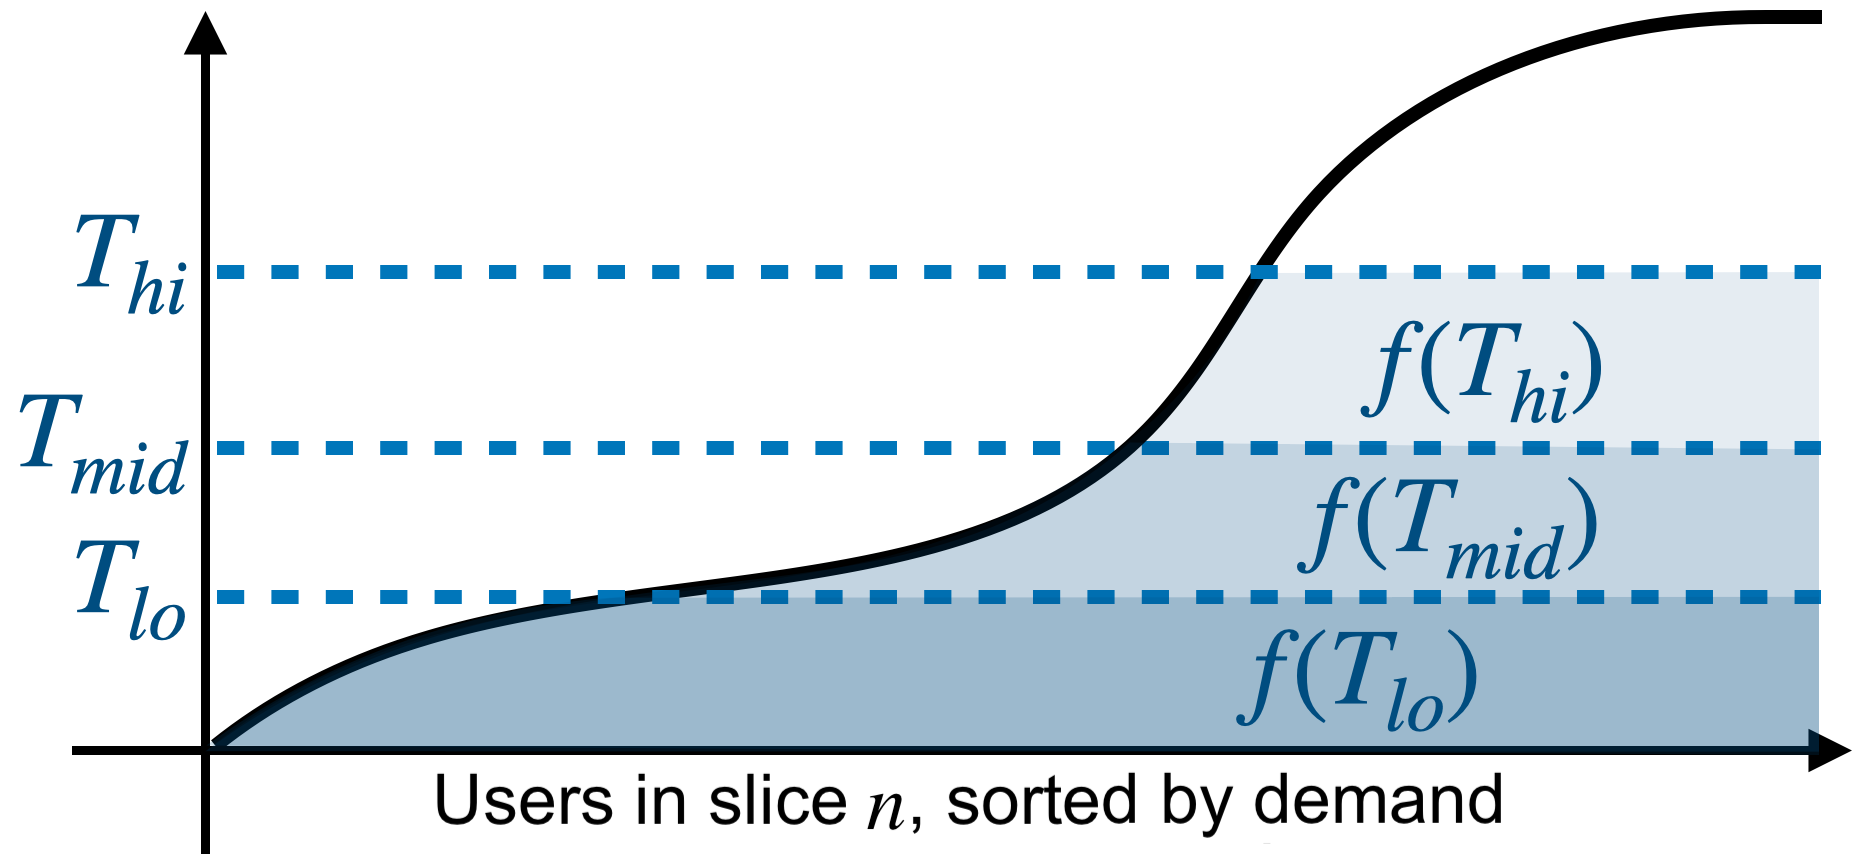 T_hi
f(T_hi)
T_mid
f(T_mid)
T_lo
f(T_lo)
Users in slice n, sorted by demand